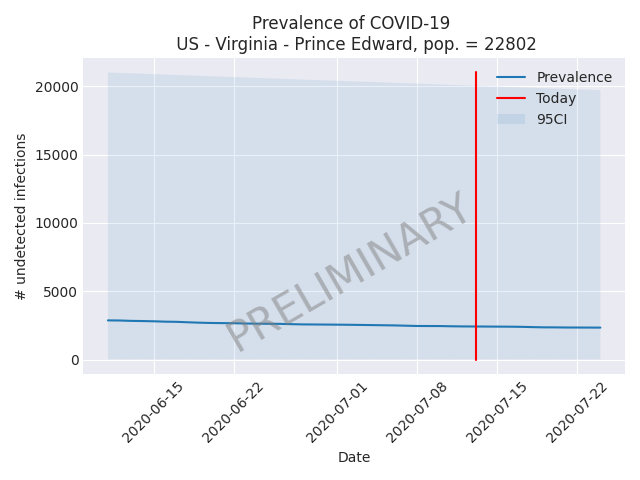 Prevalence of COVID-19
US - Virginia - Prince Edward, pop. = 22802
Prevalence
Today
95CI
20000
15000
10000
5000
0
# undetected infections
PRELIMINARY
2020-06-15
2020-06-22
2020-07-01
2020-07-08
2020-07-15
2020-07-22
Date